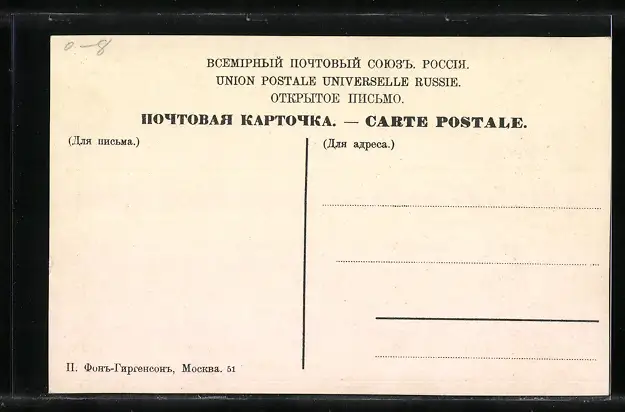 ВСЕМІРНЫЙ ПОЧТОВЫЙ СОЮЗЪ. РОССІЯ.
UNION POSTALE UNIVERSELLE RUSSIE.
ОТКРЫТОЕ ПИСЬМО.
ПОЧТОВАЯ КАРТОЧКА. — CARTE POSTALE.
(Для письма.)
(Для адреса.)
П. Фонъ-Гиргенсонъ, Москва. 51